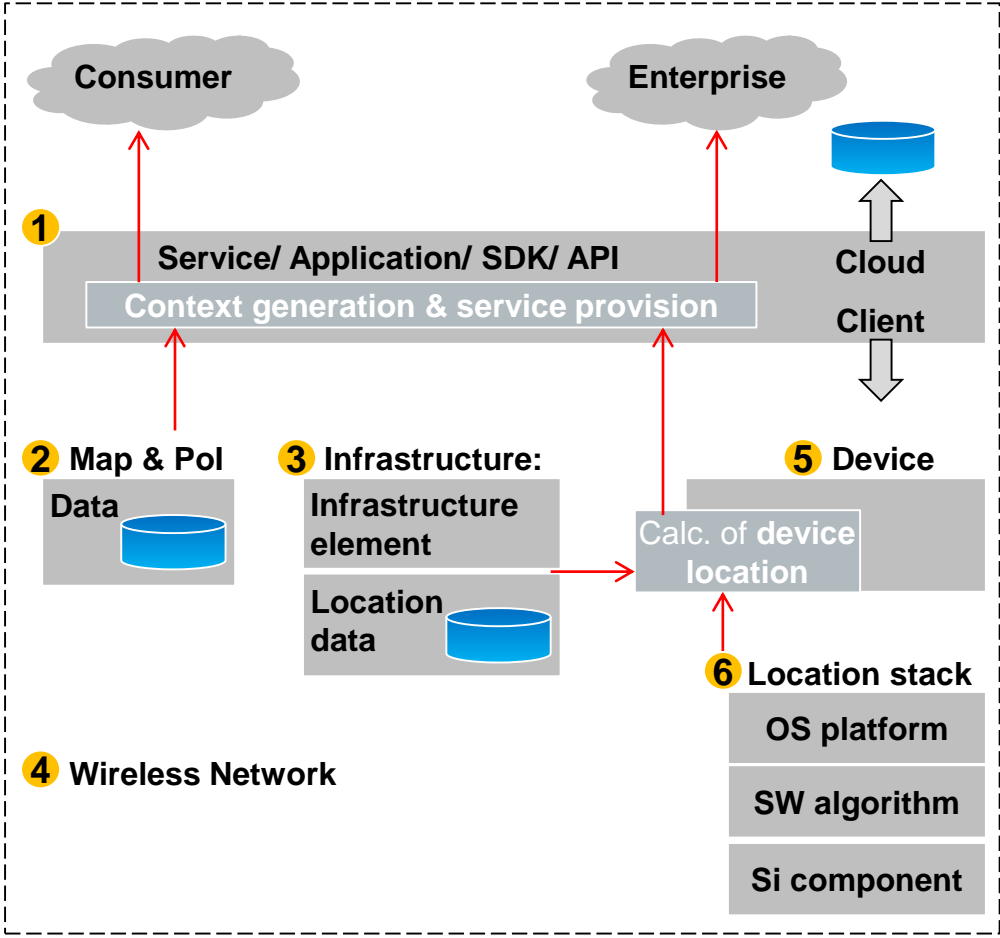 Consumer
Enterprise
1
Service/ Application/ SDK/ API
Context generation & service provision
Cloud
Client
2 Map & PoI
Data
3 Infrastructure:
Infrastructure
element
Location
data
5 Device
Calc. of device
location
6 Location stack
OS platform
SW algorithm
Si component
4 Wireless Network